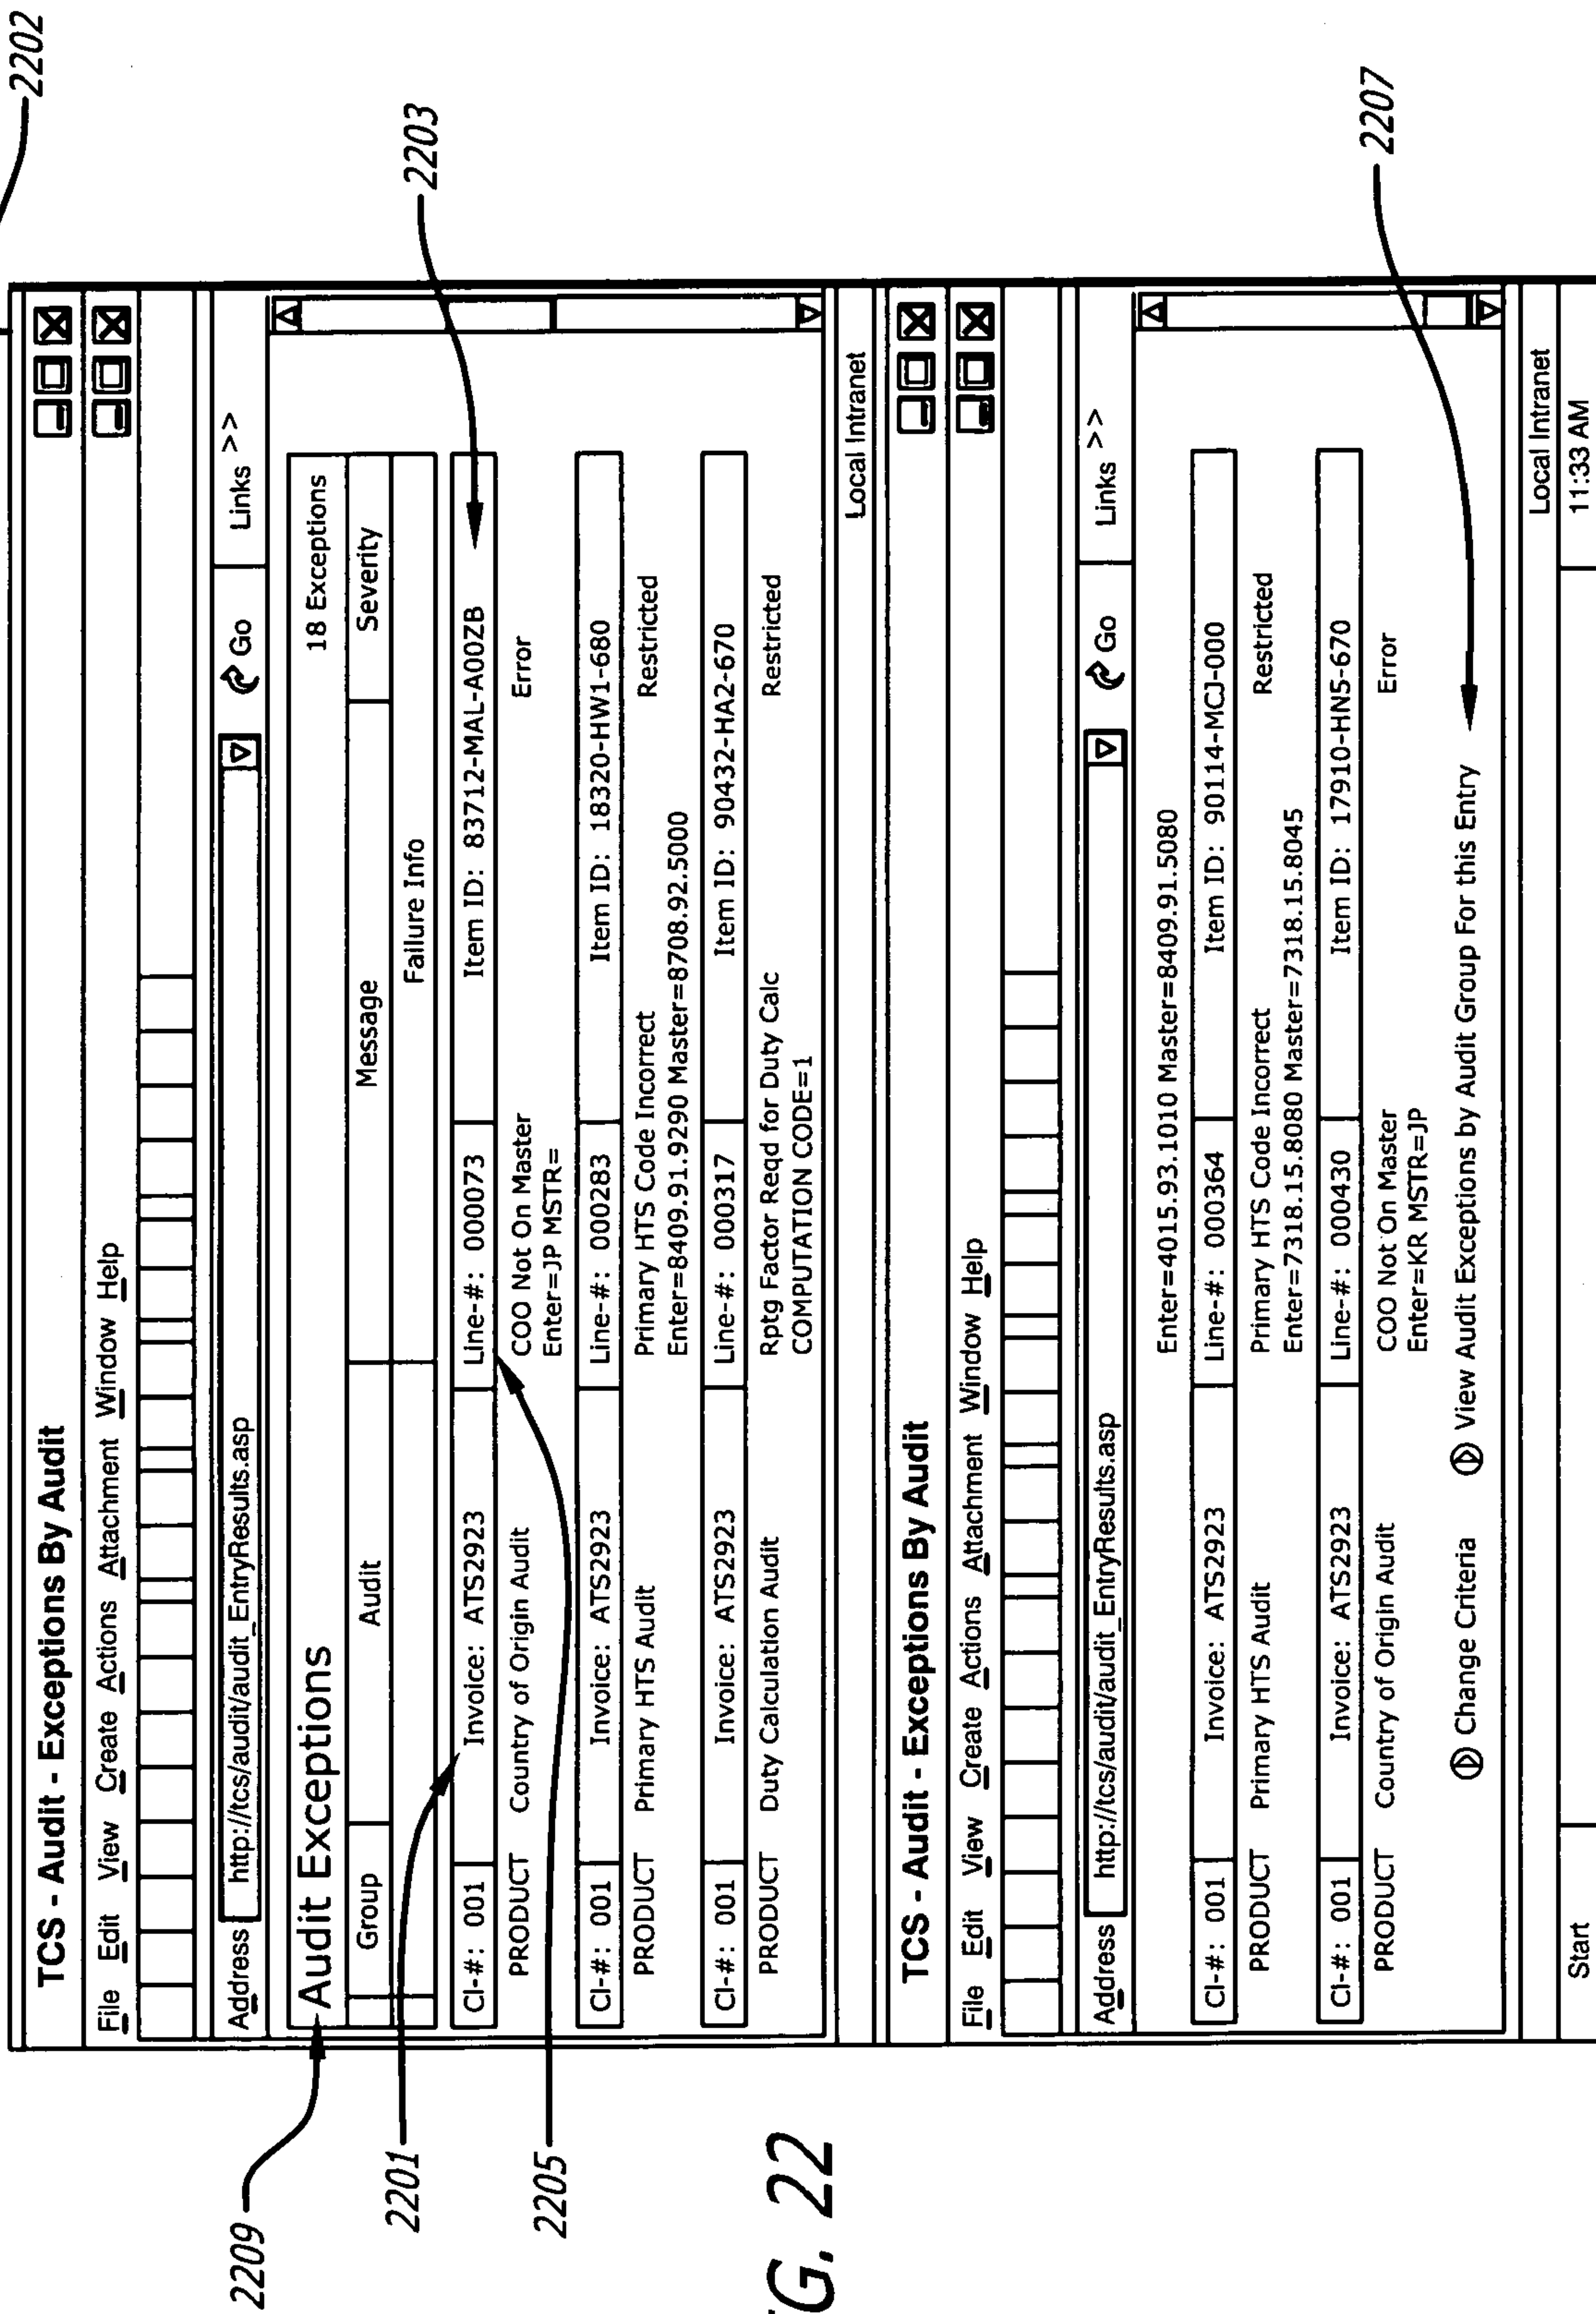 2202
TCS - Audit - Exceptions By Audit
File Edit View Create Actions Attachment Window Help
Address http://tcs/audit/audit_EntryResults.asp Go Links >>
2209
Audit Exceptions 18 Exceptions
Group Audit Message Severity
Failure Info
2201
2203
CI-#: 001 Invoice: ATS2923 Line-#: 000073 Item ID: 83712-MAL-A00ZB
PRODUCT Country of Origin Audit COO Not On Master Error
Enter=JP MSTR=
2205
CI-#: 001 Invoice: ATS2923 Line-#: 000283 Item ID: 18320-HW1-680
PRODUCT Primary HTS Audit Primary HTS Code Incorrect Restricted
Enter=8409.91.9290 Master=8708.92.5000
CI-#: 001 Invoice: ATS2923 Line-#: 000317 Item ID: 90432-HA2-670
PRODUCT Duty Calculation Audit Rptg Factor Reqd for Duty Calc Restricted
COMPUTATION CODE=1
Local Intranet
TCS - Audit - Exceptions By Audit
File Edit View Create Actions Attachment Window Help
Address http://tcs/audit/audit_EntryResults.asp Go Links >>
Enter=4015.93.1010 Master=8409.91.5080
CI-#: 001 Invoice: ATS2923 Line-#: 000364 Item ID: 90114-MCJ-000
PRODUCT Primary HTS Audit Primary HTS Code Incorrect Restricted
Enter=7318.15.8080 Master=7318.15.8045
CI-#: 001 Invoice: ATS2923 Line-#: 000430 Item ID: 17910-HN5-670
PRODUCT Country of Origin Audit COO Not On Master Error
Enter=KR MSTR=JP
2207
Change Criteria View Audit Exceptions by Audit Group For this Entry
Local Intranet
Start 11:33 AM
G. 22